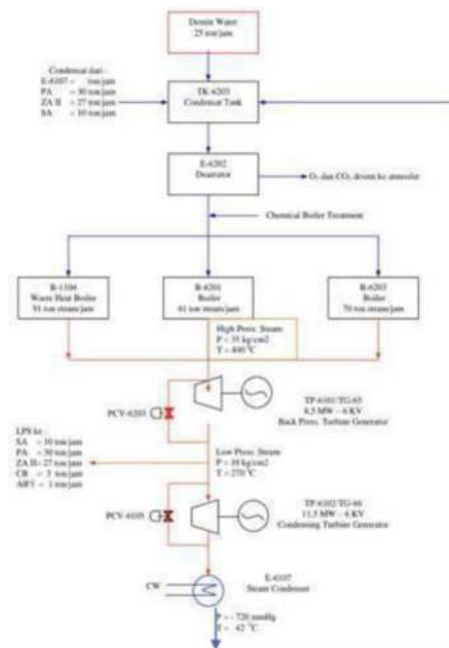 Demin Water
25 ton/jam
Condensat dari :
E-6107 = ton/jam
PA = 30 ton/jam
ZA II = 27 ton/jam
SA = 10 ton/jam
TK-6203
Condensat Tank
E-6202
Deaerator
O2 dan CO2 divent ke atmosfer
Chemical Boiler Treatment
B-1104
Waste Heat Boiler
91 ton steam/jam
B-6201
Boiler
41 ton steam/jam
B-6203
Boiler
70 ton steam/jam
High Press. Steam
P = 35 kg/cm2
T = 400 °C
PCV-6203
TP-6101/TG-65
8,5 MW – 6 KV
Back Press. Turbine Generator
LPS ke :
SA = 10 ton/jam
PA = 30 ton/jam
ZA II = 27 ton/jam
CR = 3 ton/jam
AlF3 = 1 ton/jam
Low Press. Steam
P = 10 kg/cm2
T = 270 °C
PCV-6105
TP-6102/TG-66
11,5 MW – 6 KV
Condensing Turbine Generator
CW
E-6107
Steam Condensor
P = - 720 mmHg
T = 42 °C